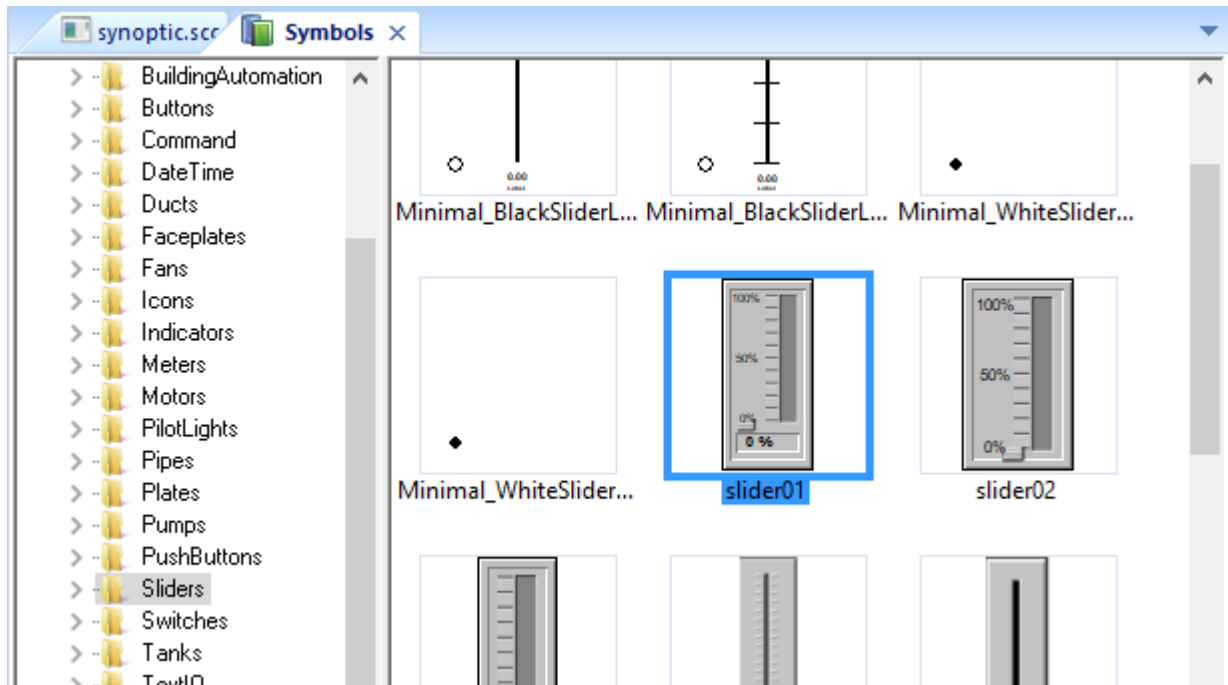 synoptic.scc
Symbols
BuildingAutomation
Buttons
Command
DateTime
Ducts
Faceplates
Fans
Icons
Indicators
Meters
Motors
PilotLights
Pipes
Plates
Pumps
PushButtons
Sliders
Switches
Tanks
0.00
0.00
Minimal_BlackSliderL... Minimal_BlackSliderL... Minimal_WhiteSlider...
100%
50%
0%
0 %
100%
50%
0%
Minimal_WhiteSlider... slider01 slider02